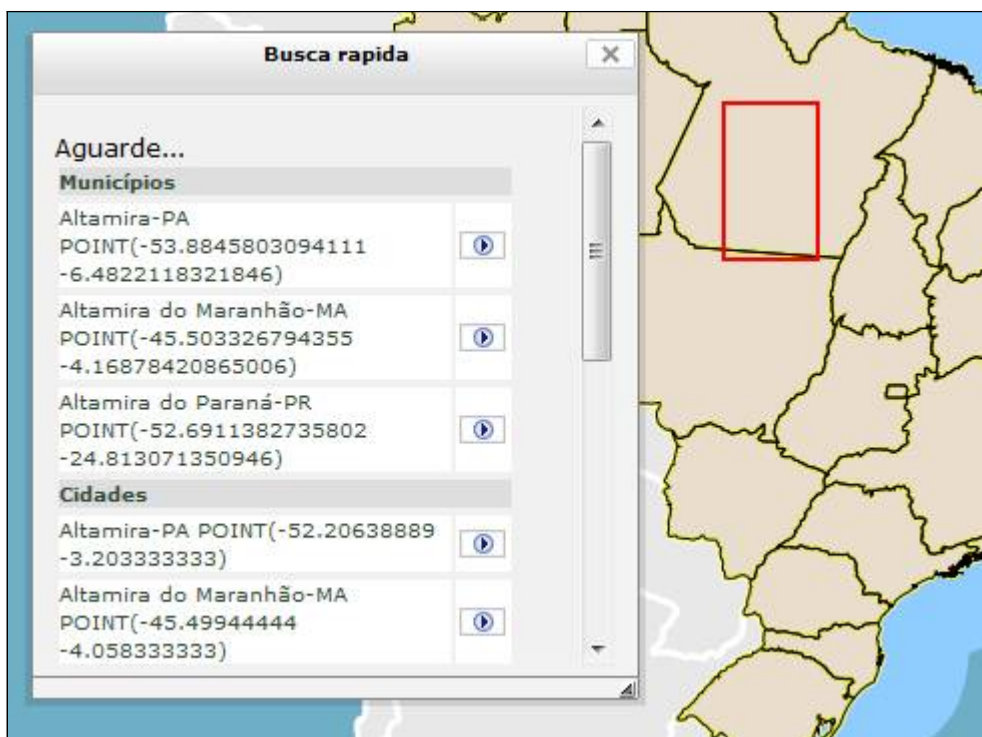 Busca rapida
Aguarde...
Municípios
Altamira-PA
POINT(-53.8845803094111
-6.4822118321846)
Altamira do Maranhão-MA
POINT(-45.503326794355
-4.16878420865006)
Altamira do Paraná-PR
POINT(-52.6911382735802
-24.813071350946)
Cidades
Altamira-PA POINT(-52.20638889
-3.203333333)
Altamira do Maranhão-MA
POINT(-45.49944444
-4.058333333)